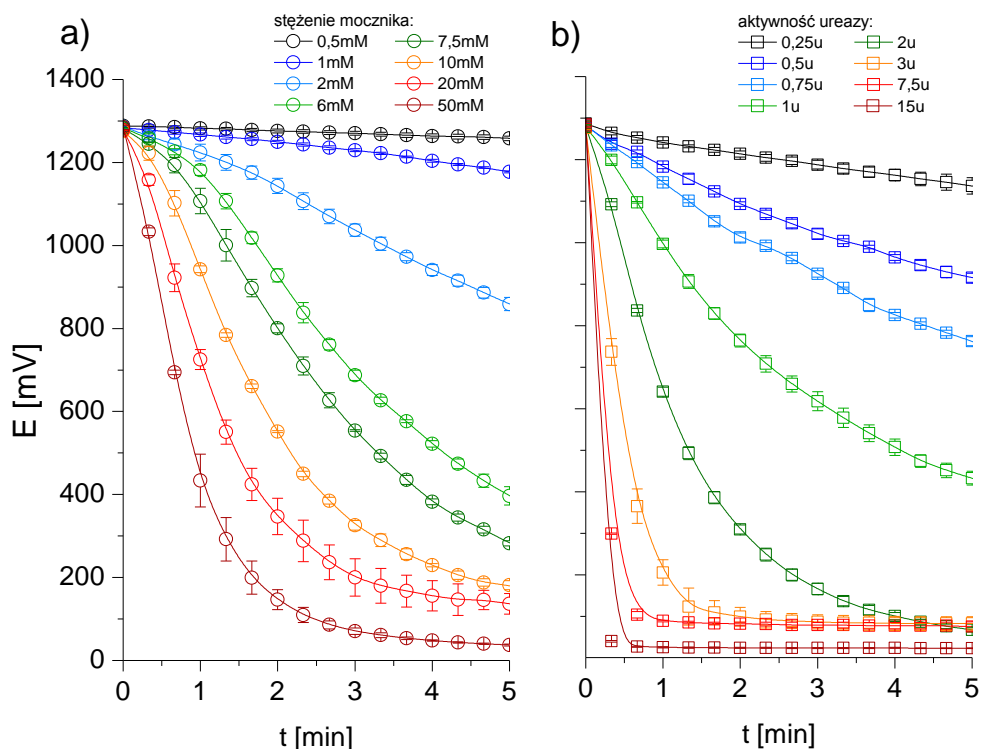 a)
stężenie mocznika:
0,5mM 7,5mM
1mM 10mM
2mM 20mM
6mM 50mM
b)
aktywność ureazy:
0,25u 2u
0,5u 3u
0,75u 7,5u
1u 15u
E [mV]
1400
1200
1000
800
600
400
200
0
0 1 2 3 4 5
t [min]
0 1 2 3 4 5
t [min]